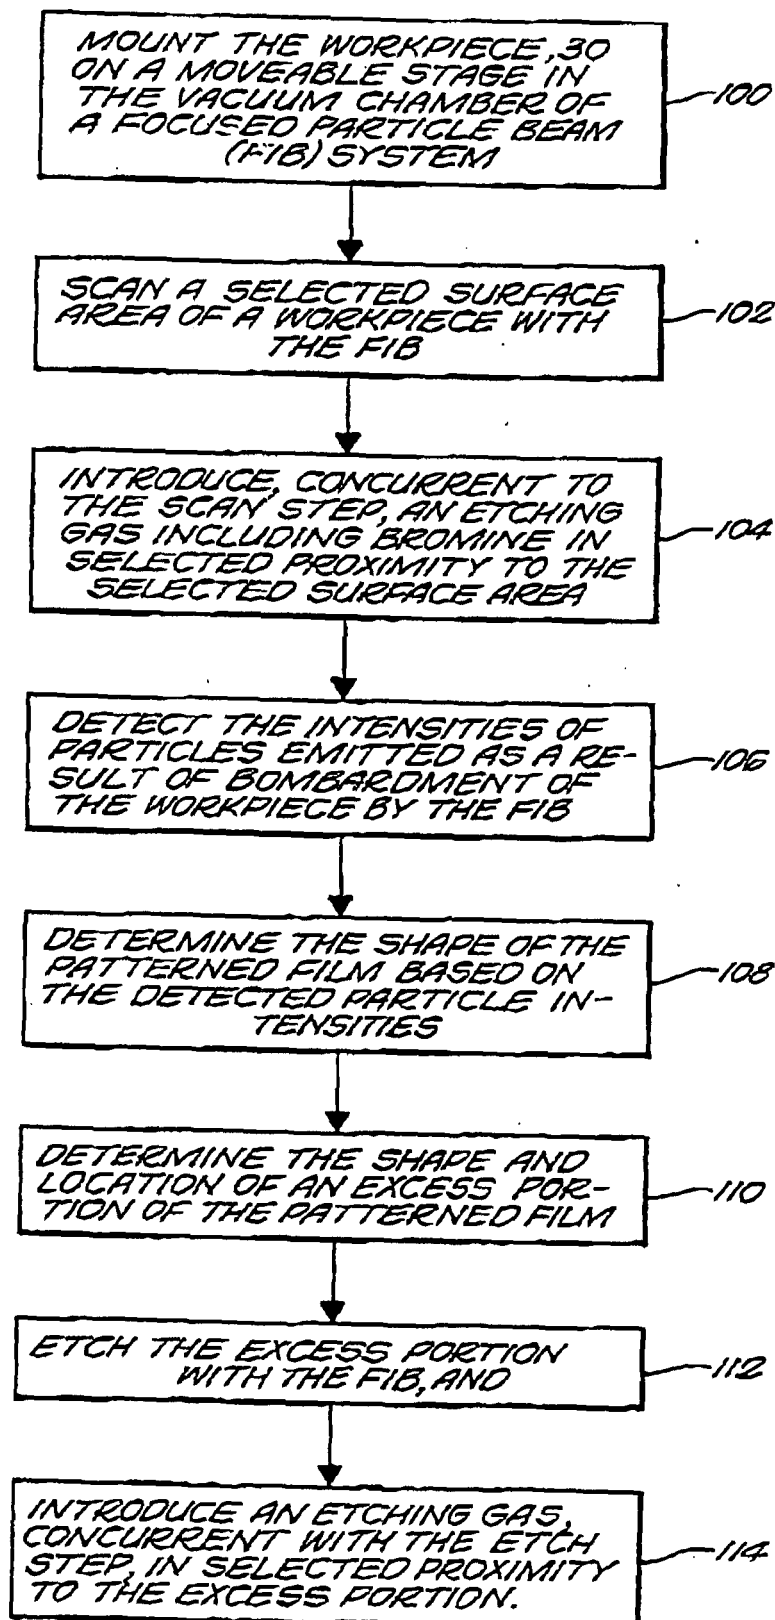 MOUNT THE WORKPIECE, 30
ON A MOVEABLE STAGE IN
THE VACUUM CHAMBER OF
A FOCUSED PARTICLE BEAM
(FIB) SYSTEM
100
SCAN A SELECTED SURFACE
AREA OF A WORKPIECE WITH
THE FIB
102
INTRODUCE, CONCURRENT TO
THE SCAN STEP, AN ETCHING
GAS INCLUDING BROMINE IN
SELECTED PROXIMITY TO THE
SELECTED SURFACE AREA
104
DETECT THE INTENSITIES OF
PARTICLES EMITTED AS A RE-
SULT OF BOMBARDMENT OF
THE WORKPIECE BY THE FIB
106
DETERMINE THE SHAPE OF THE
PATTERNED FILM BASED ON
THE DETECTED PARTICLE IN-
TENSITIES
108
DETERMINE THE SHAPE AND
LOCATION OF AN EXCESS POR-
TION OF THE PATTERNED FILM
110
ETCH THE EXCESS PORTION
WITH THE FIB, AND
112
INTRODUCE AN ETCHING GAS,
CONCURRENT WITH THE ETCH
STEP, IN SELECTED PROXIMITY
TO THE EXCESS PORTION.
114